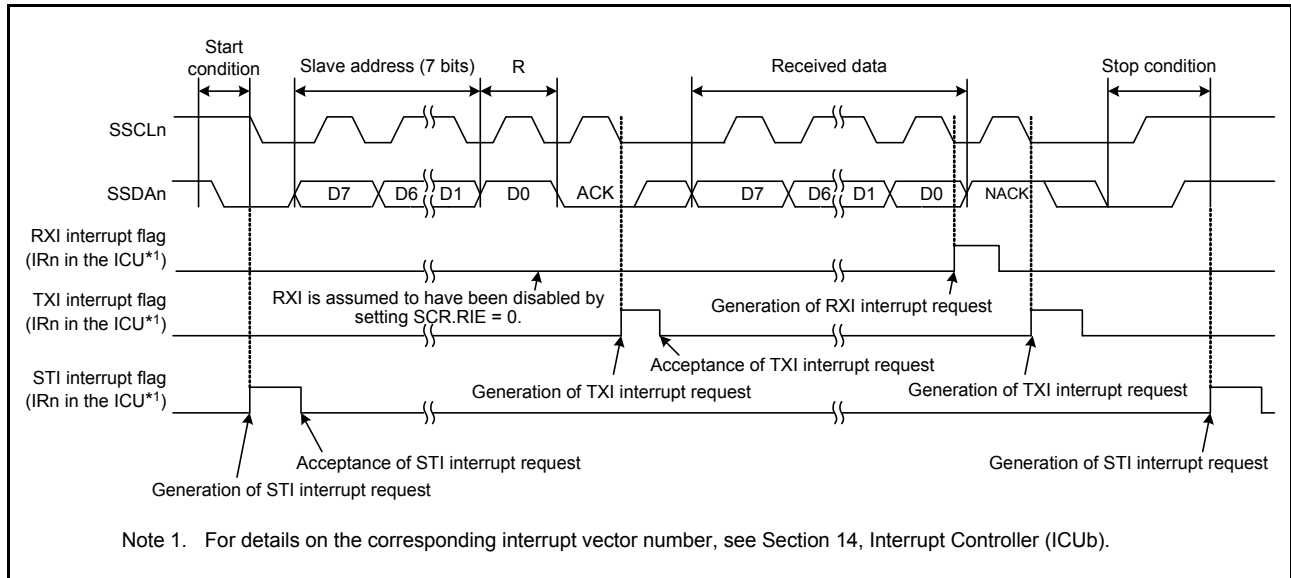 Start
condition
Slave address (7 bits)
R
Received data
Stop condition
SSCLn
SSDAn
D7
D6
D1
D0
ACK
D7
D6
D1
D0
NACK
RXI interrupt flag
(IRn in the ICU*1)
RXI is assumed to have been disabled by
setting SCR.RIE = 0.
Generation of RXI interrupt request
TXI interrupt flag
(IRn in the ICU*1)
Acceptance of TXI interrupt request
Generation of TXI interrupt request
Generation of TXI interrupt request
STI interrupt flag
(IRn in the ICU*1)
Acceptance of STI interrupt request
Generation of STI interrupt request
Generation of STI interrupt request
Note 1. For details on the corresponding interrupt vector number, see Section 14, Interrupt Controller (ICUb).